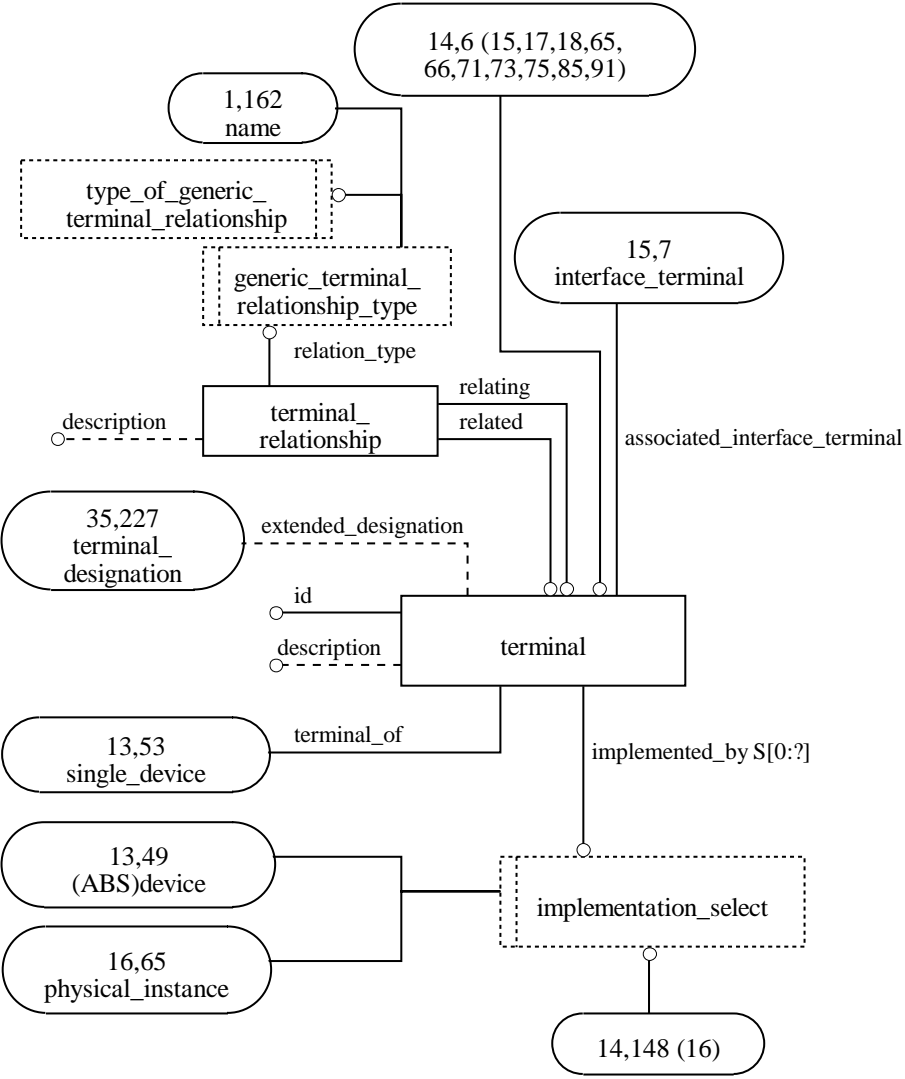 14,6 (15,17,18,65,
66,71,73,75,85,91)
1,162
name
type_of_generic_
terminal_relationship
15,7
interface_terminal
generic_terminal_
relationship_type
relation_type
relating
terminal_
relationship
description
related
associated_interface_terminal
35,227
terminal_
designation
extended_designation
id
description
terminal
terminal_of
13,53
single_device
implemented_by S[0:?]
13,49
(ABS)device
implementation_select
16,65
physical_instance
14,148 (16)